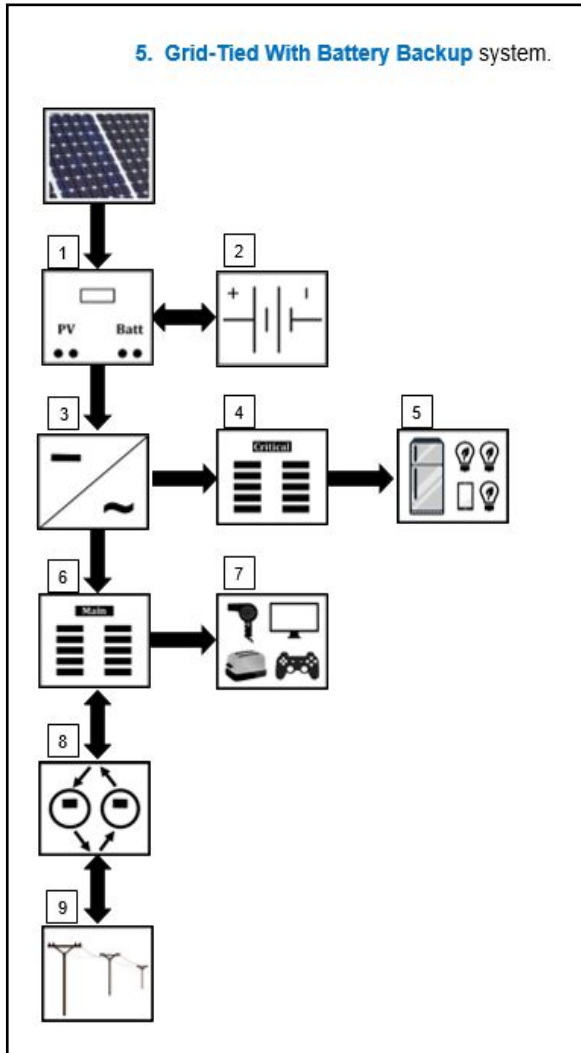 5. Grid-Tied With Battery Backup system.
1
2
+ –
PV Batt
3
4
5
Critical
6
7
Main
8
9